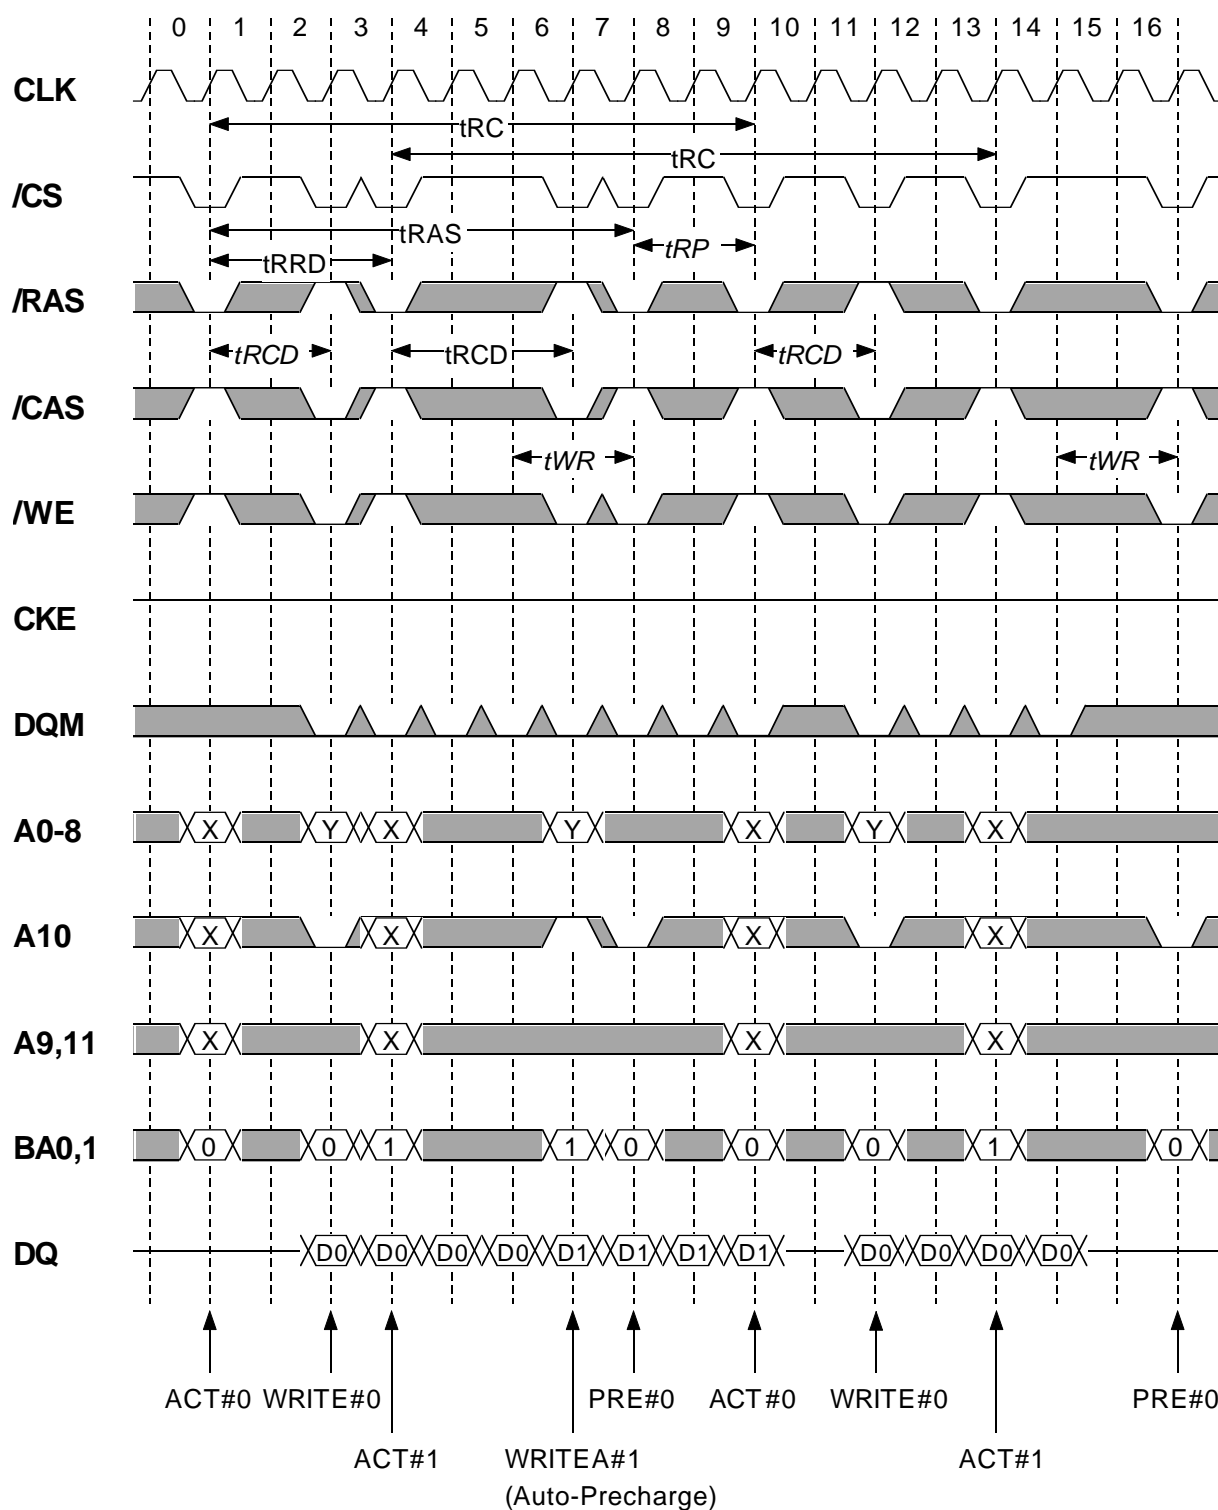 0 1 2 3 4 5 6 7 8 9 10 11 12 13 14 15 16
CLK
tRC
tRC
/CS
tRAS
tRP
tRRD
/RAS
tRCD tRCD tRCD
/CAS
tWR tWR
/WE
CKE
DQM
A0-8 X Y X Y X Y X
A10 X X X X
A9,11 X X X X
BA0,1 0 0 1 1 0 0 0 1 0
DQ D0 D0 D0 D0 D1 D1 D1 D1 D0 D0 D0 D0
ACT#0 WRITE#0 PRE#0 ACT#0 WRITE#0 PRE#0
ACT#1 WRITEA#1 ACT#1
(Auto-Precharge)